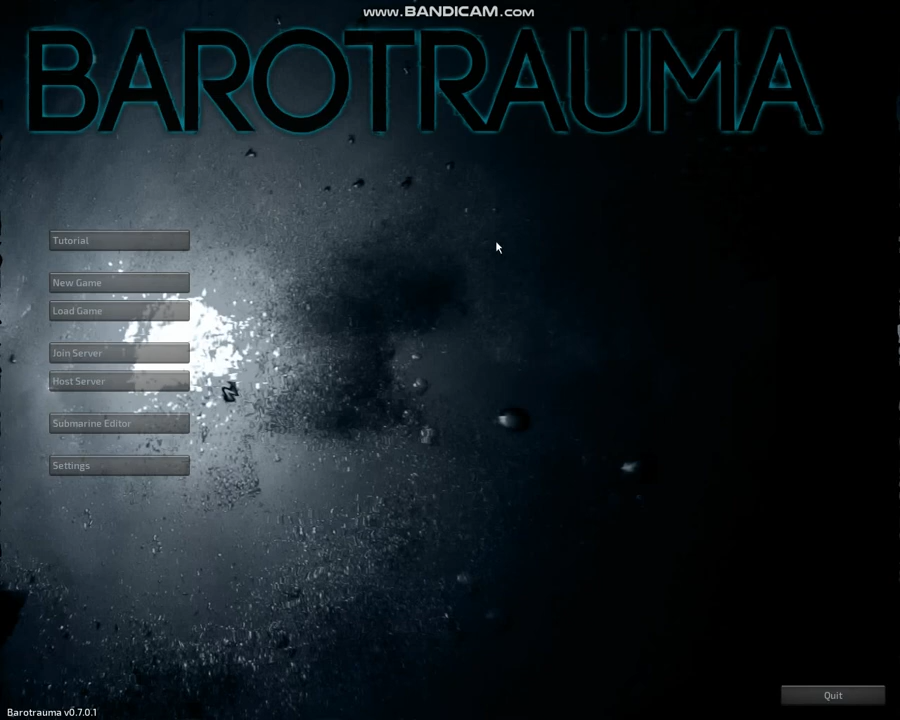 www.BANDICAM.com
BAROTRAUMA
Tutorial
New Game
Load Game
Join Server
Host Server
Submarine Editor
Settings
Quit
Barotrauma v0.7.0.1